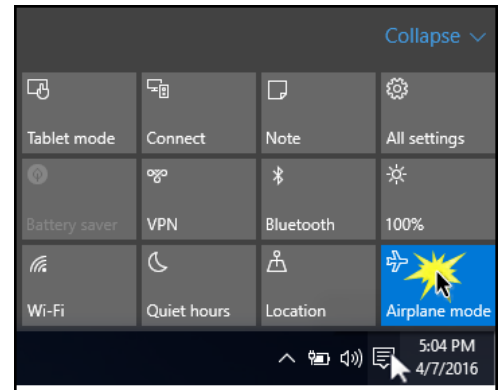 Collapse
Tablet mode Connect Note All settings
Battery saver VPN Bluetooth 100%
Wi-Fi Quiet hours Location Airplane mode
5:04 PM
4/7/2016